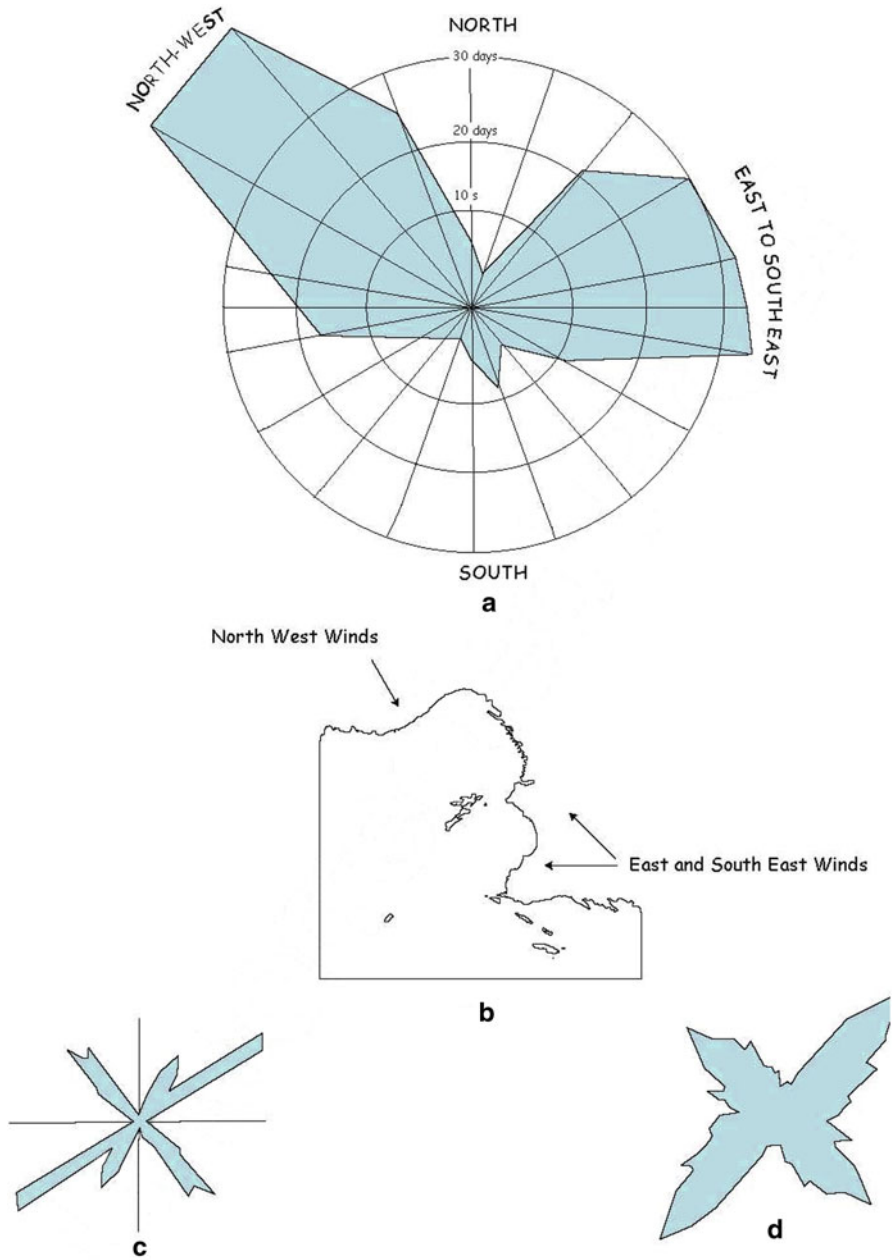 NORTH
NORTH-WEST
30 days
20 days
10 s
EAST TO SOUTH EAST
SOUTH
a
North West Winds
East and South East Winds
b
c
d